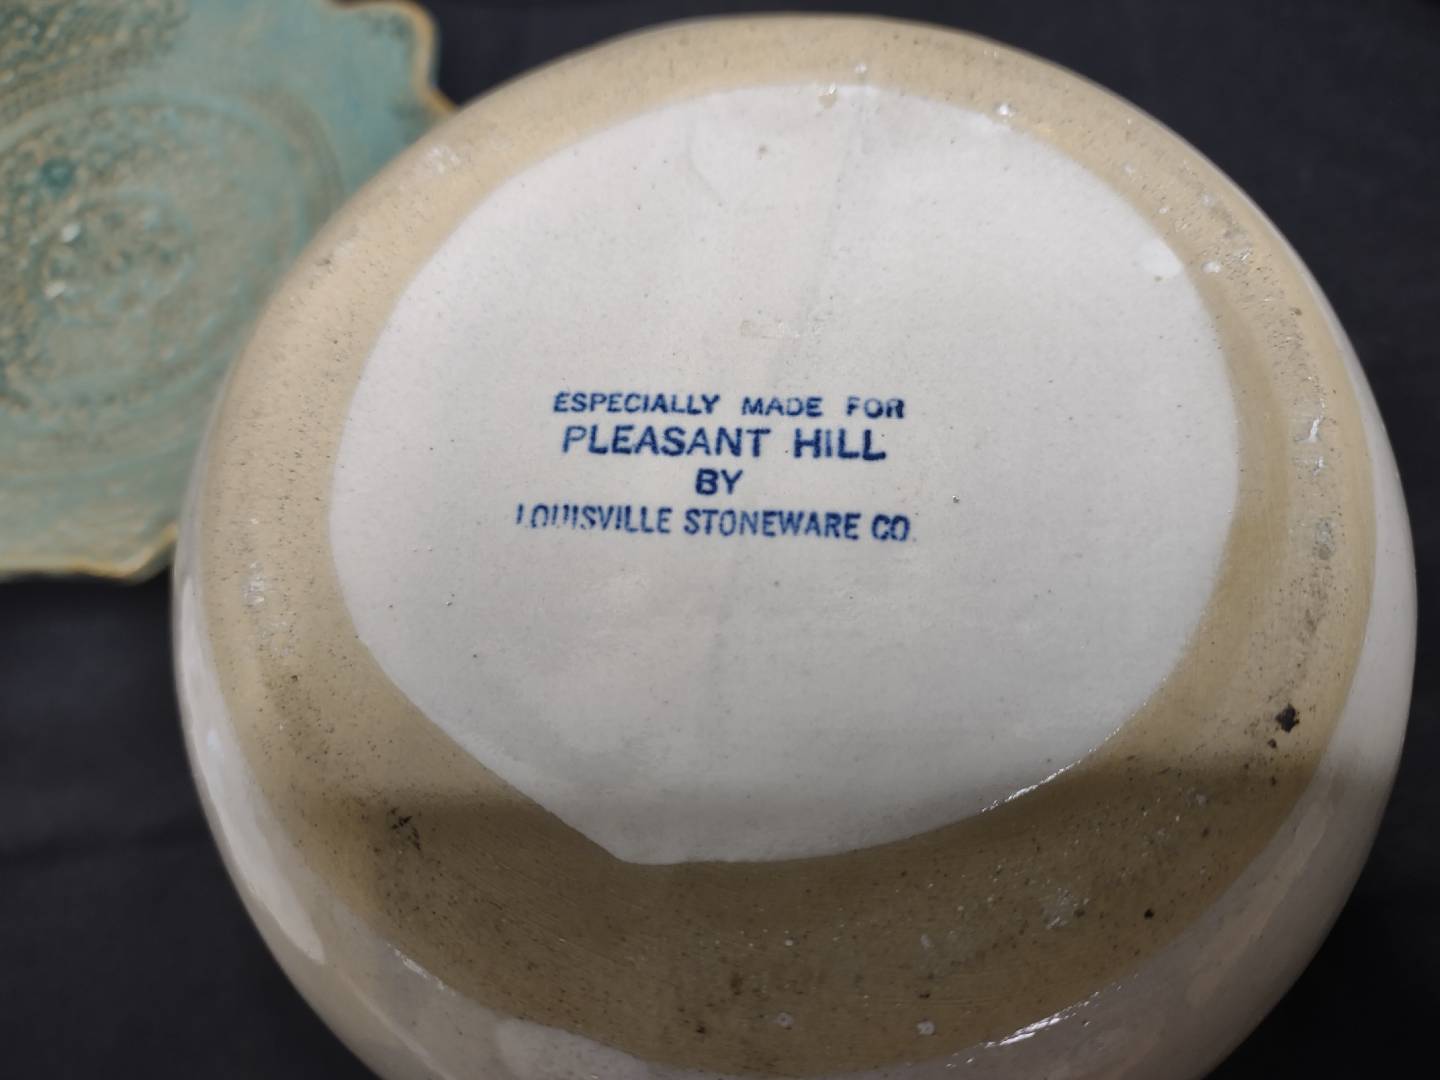 ESPECIALLY MADE FOR
PLEASANT HILL
BY
LOUISVILLE STONEWARE CO.